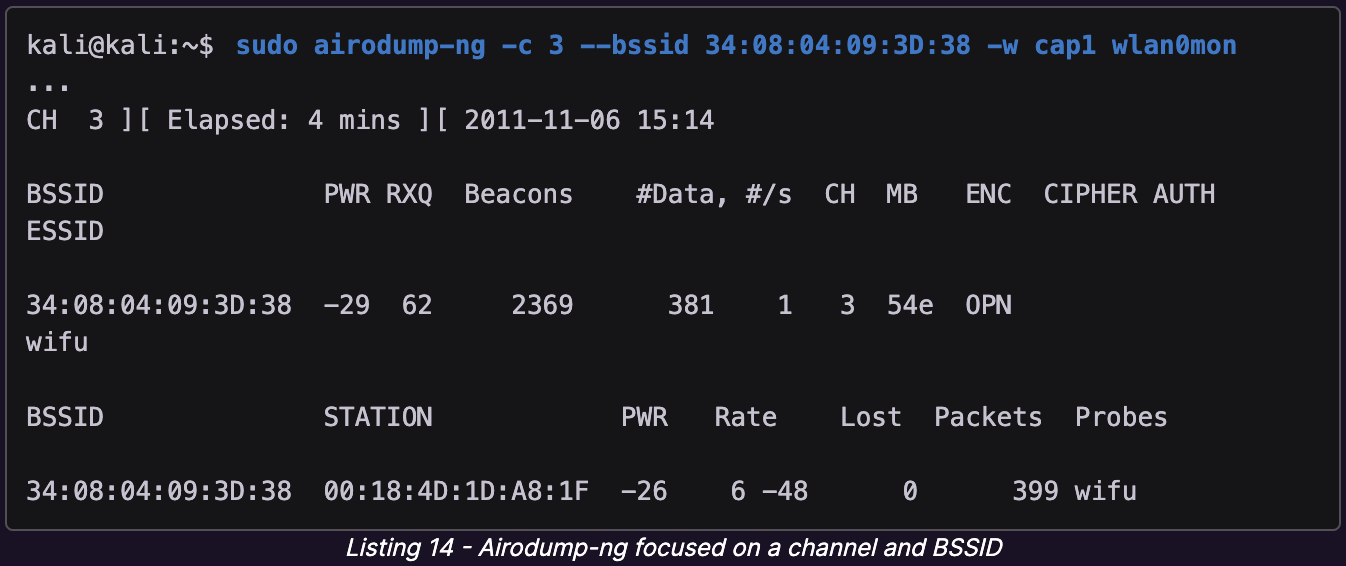 kali@kali:~$ sudo airodump-ng -c 3 --bssid 34:08:04:09:3D:38 -w cap1 wlan0mon
...
CH  3 ][ Elapsed: 4 mins ][ 2011-11-06 15:14
BSSID              PWR RXQ  Beacons    #Data, #/s  CH  MB   ENC  CIPHER AUTH
ESSID
34:08:04:09:3D:38  -29  62     2369      381    1   3  54e  OPN
wifu
BSSID              STATION            PWR   Rate    Lost  Packets  Probes
34:08:04:09:3D:38  00:18:4D:1D:A8:1F  -26    6 -48      0      399 wifu
Listing 14 - Airodump-ng focused on a channel and BSSID